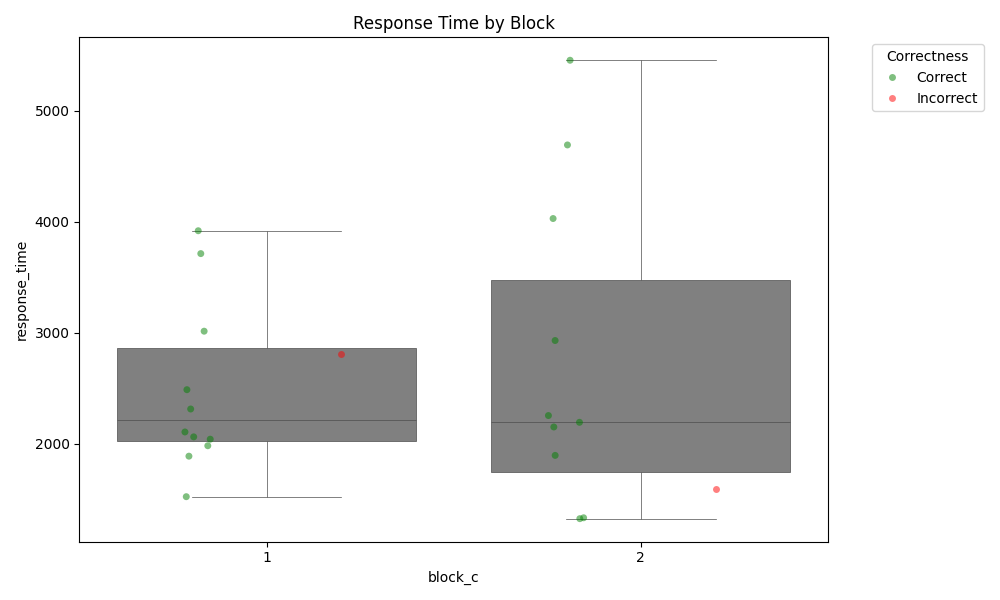 Response Time by Block
Correctness
Correct
Incorrect
5000
4000
3000
2000
response_time
1
2
block_c